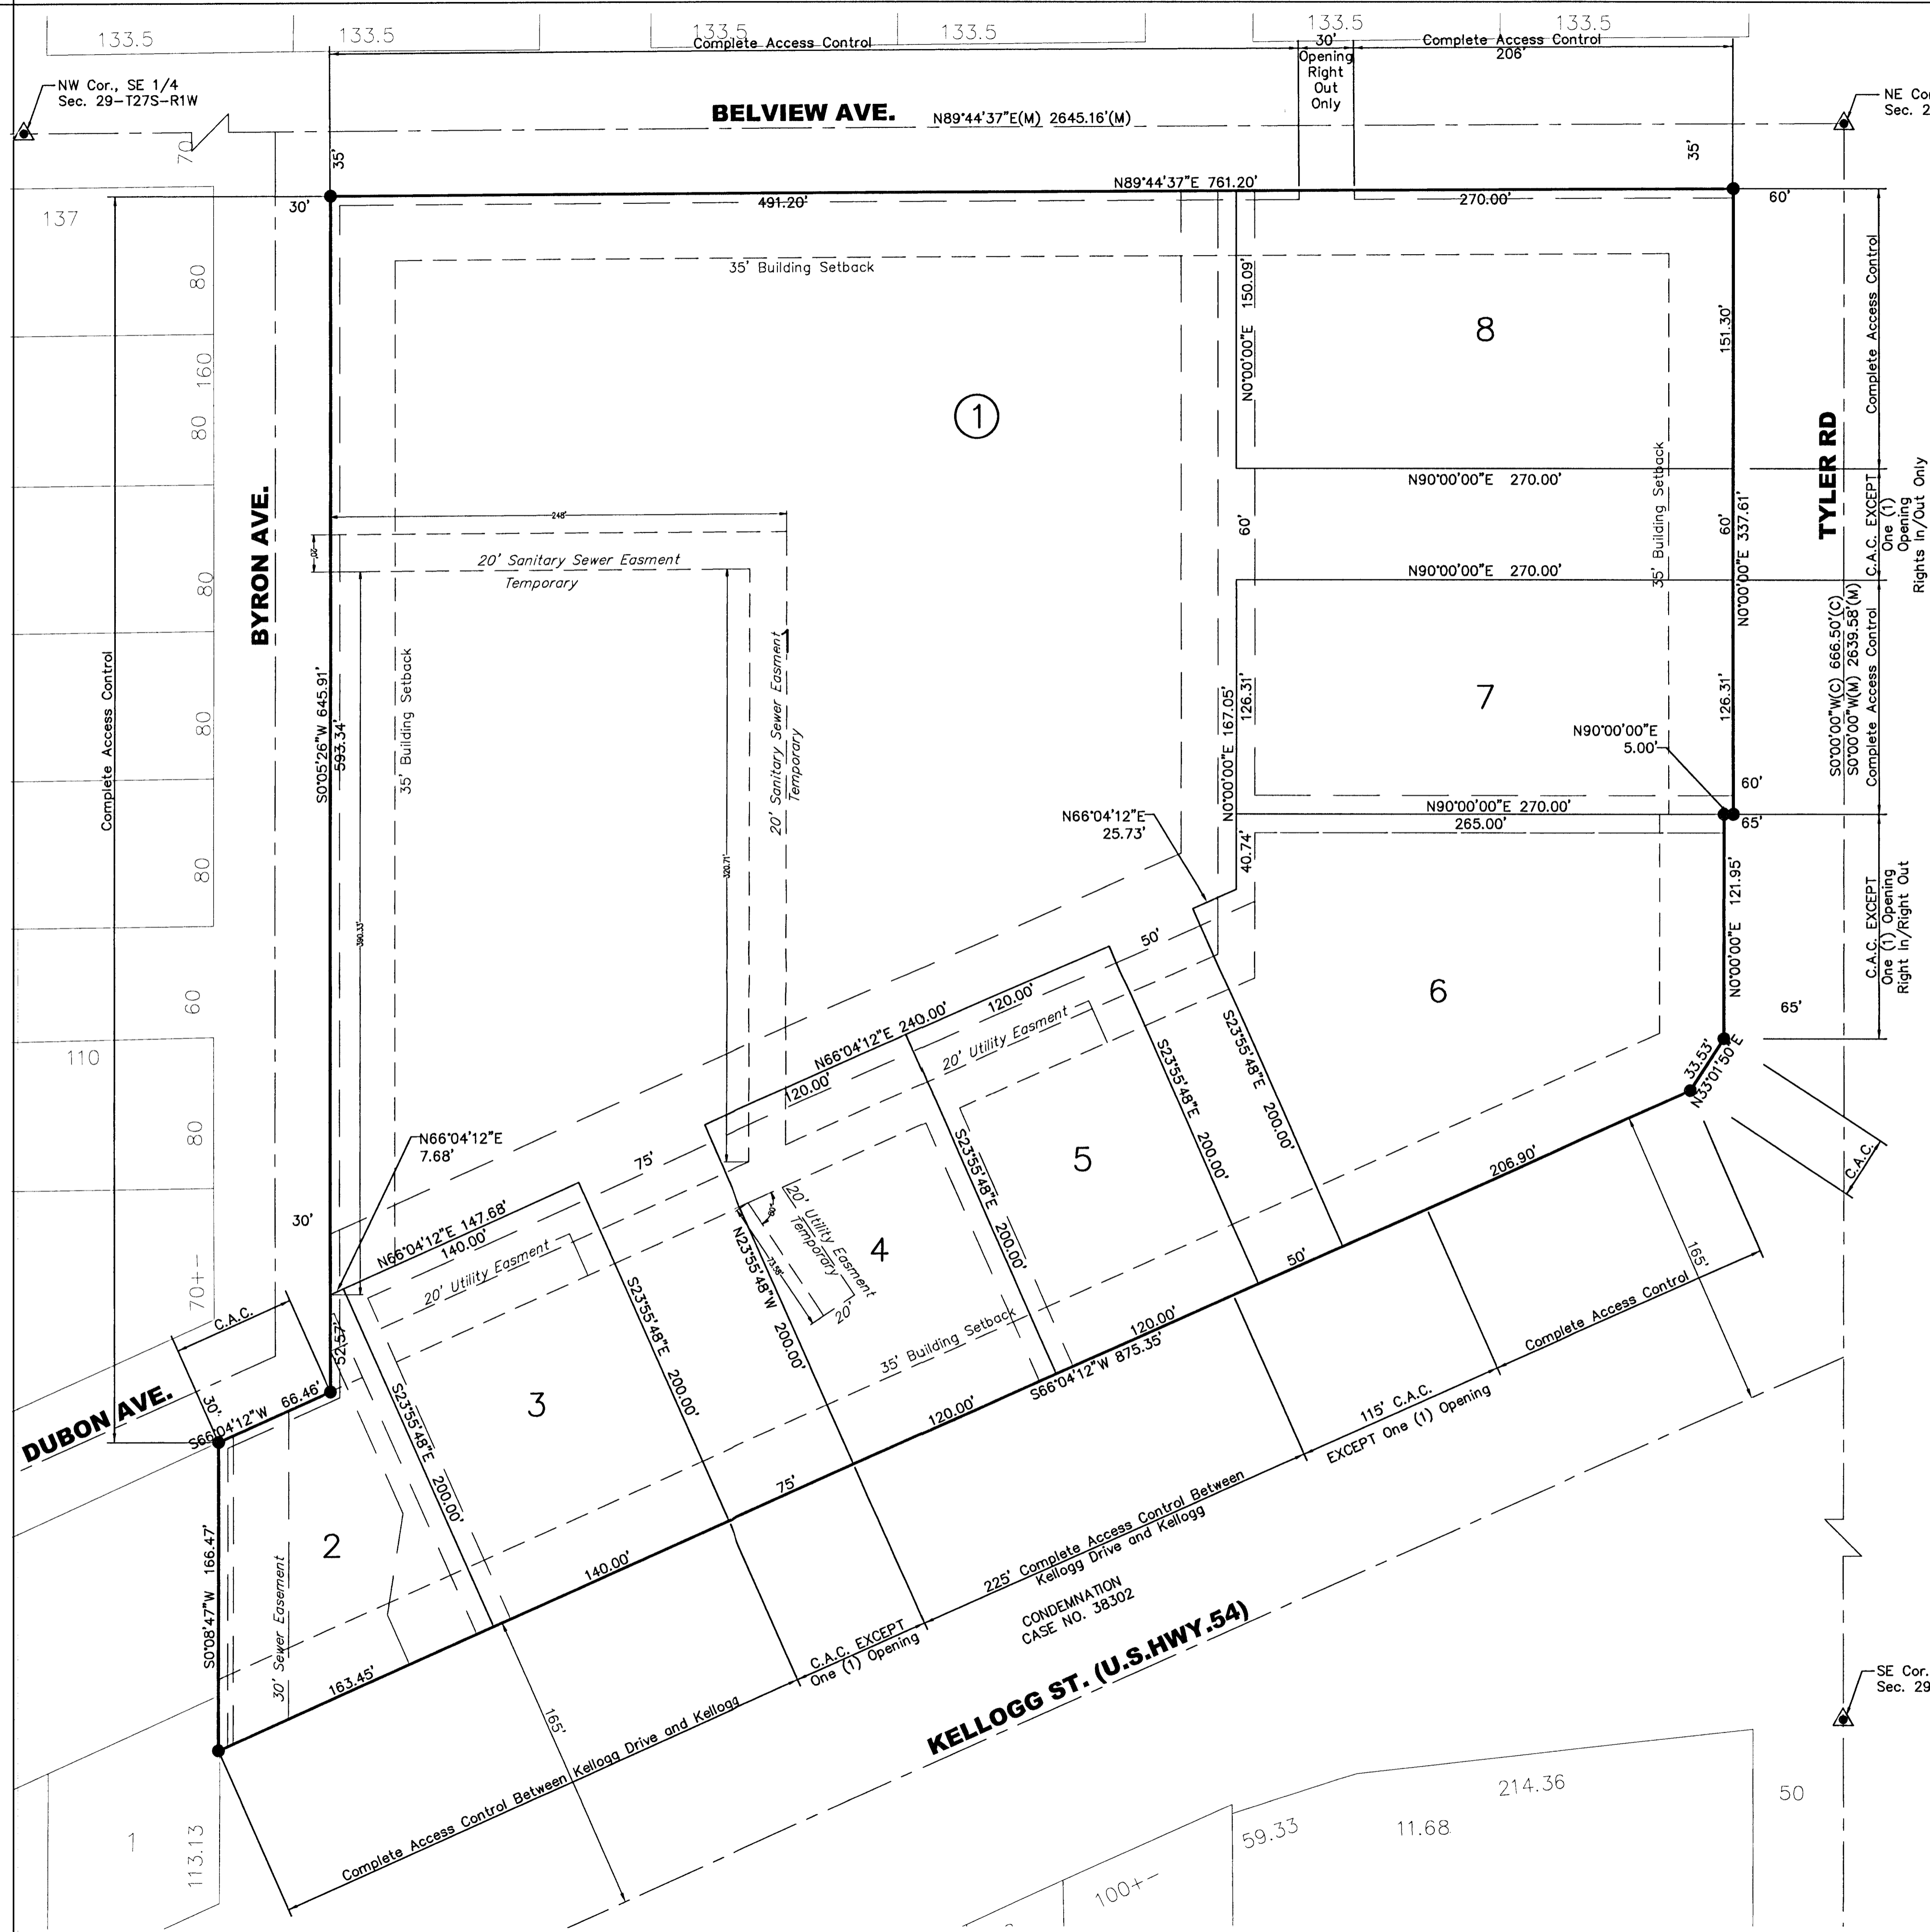 133.5
133.5
133.5
133.5
133.5
133.5
Complete Access Control
30'
Complete Access Control
206'
Opening
Right
Out
Only
NW Cor., SE 1/4
Sec. 29-T27S-R1W
BELVIEW AVE.
N89°44'37"E(M) 2645.16'(M)
70
35'
35'
N89°44'37"E 761.20'
30'
491.20'
270.00'
60'
137
35' Building Setback
80
160
80
80
80
80
60
110
80
70+-
Complete Access Control
BYRON AVE.
S0°05'26"W 645.91'
593.34'
35' Building Setback
248'
20'
20' Sanitary Sewer Easment
Temporary
390.33'
320.71'
20' Sanitary Sewer Easment
Temporary
1
1
N0°00'00"E 150.09'
8
151.30'
Complete Access Control
N90°00'00"E 270.00'
60'
35' Building Setback
60'
N0°00'00"E 337.61'
TYLER RD
C.A.C. EXCEPT
One (1)
Opening
Rights In/Out Only
N90°00'00"E 270.00'
S0°00'00"W(C) 666.50'(C)
S0°00'00"W(M) 2639.58'(M)
Complete Access Control
7
126.31'
126.31'
N0°00'00"E 167.05'
N90°00'00"E
5.00'
60'
N90°00'00"E 270.00'
265.00'
65'
N66°04'12"E
25.73'
40.74'
N0°00'00"E 121.95'
C.A.C. EXCEPT
One (1) Opening
Right In/Right Out
50'
6
65'
33.53'
N33°01'50"E
C.A.C.
S23°55'48"E 200.00'
S23°55'48"E 200.00'
N66°04'12"E 240.00'
120.00'
120.00'
20' Utility Easment
5
S23°55'48"E 200.00'
206.90'
165'
Complete Access Control
50'
75'
N66°04'12"E
7.68'
N66°04'12"E 147.68'
140.00'
20' Utility Easment
30'
C.A.C.
52.57'
20' Utility Easment
Temporary
73.58'
20'
4
N23°55'48"W 200.00'
35' Building Setback
120.00'
S66°04'12"W 875.35'
S23°55'48"E 200.00'
3
S23°55'48"E 200.00'
DUBON AVE.
30'
S66°04'12"W 66.46'
120.00'
75'
115' C.A.C.
EXCEPT One (1) Opening
S0°08'47"W 166.47'
2
30' Sewer Easement
140.00'
225' Complete Access Control Between
Kellogg Drive and Kellogg
CONDEMNATION
CASE NO. 38302
C.A.C. EXCEPT
One (1) Opening
163.45'
165'
KELLOGG ST. (U.S.HWY.54)
Complete Access Control Between Kellogg Drive and Kellogg
1
113.13
100+-
59.33
11.68
214.36
50
SE Cor.
Sec. 29
NE Co
Sec. 2